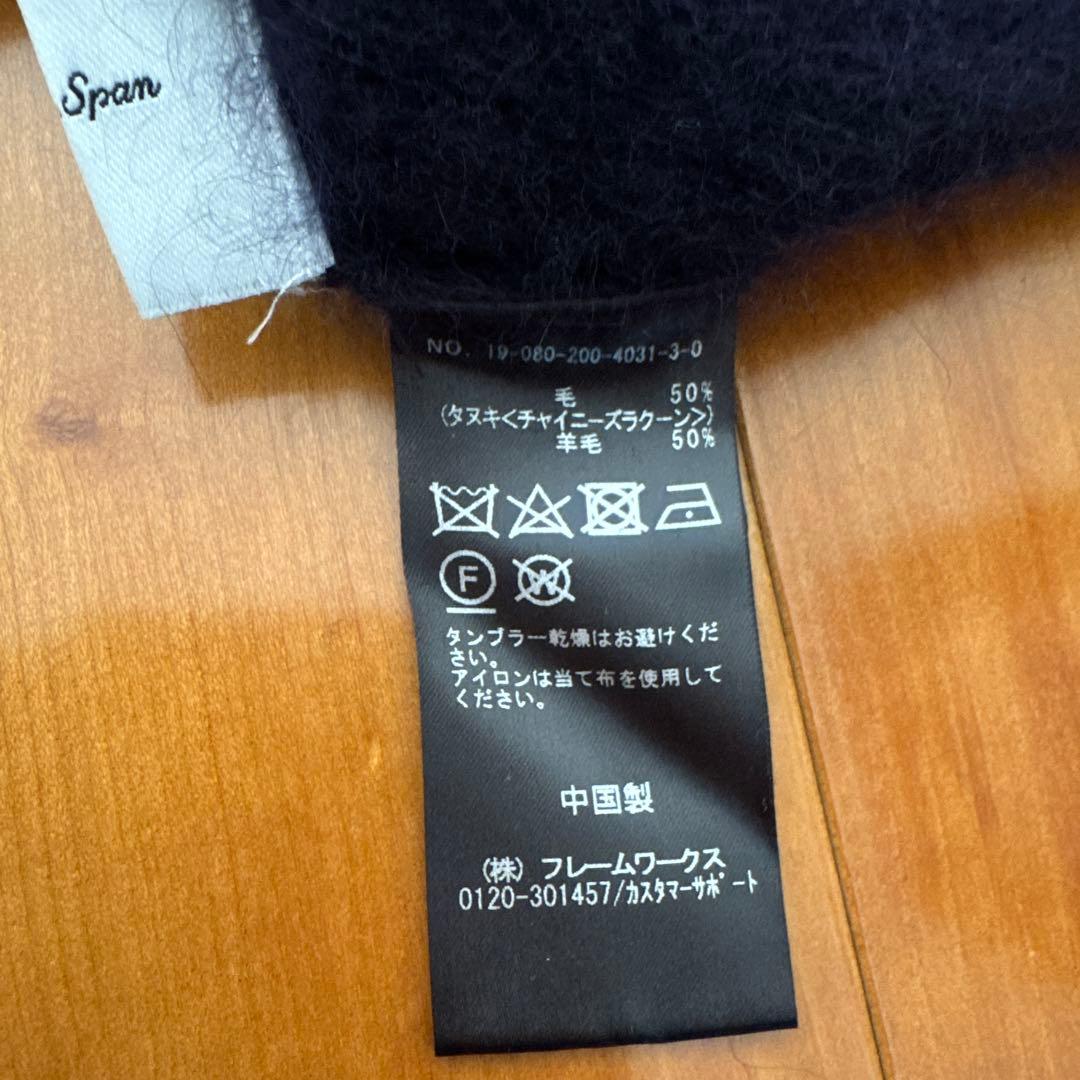 Span
NO. 19-080-200-4031-3-0
毛 50%
(タヌキ<チャイニーズラクーン>)
羊毛 50%
F
W
タンブラー乾燥はお避けくだ
さい。
アイロンは当て布を使用して
ください。
中国製
(株) フレームワークス
0120-301457/カスタマーサポート